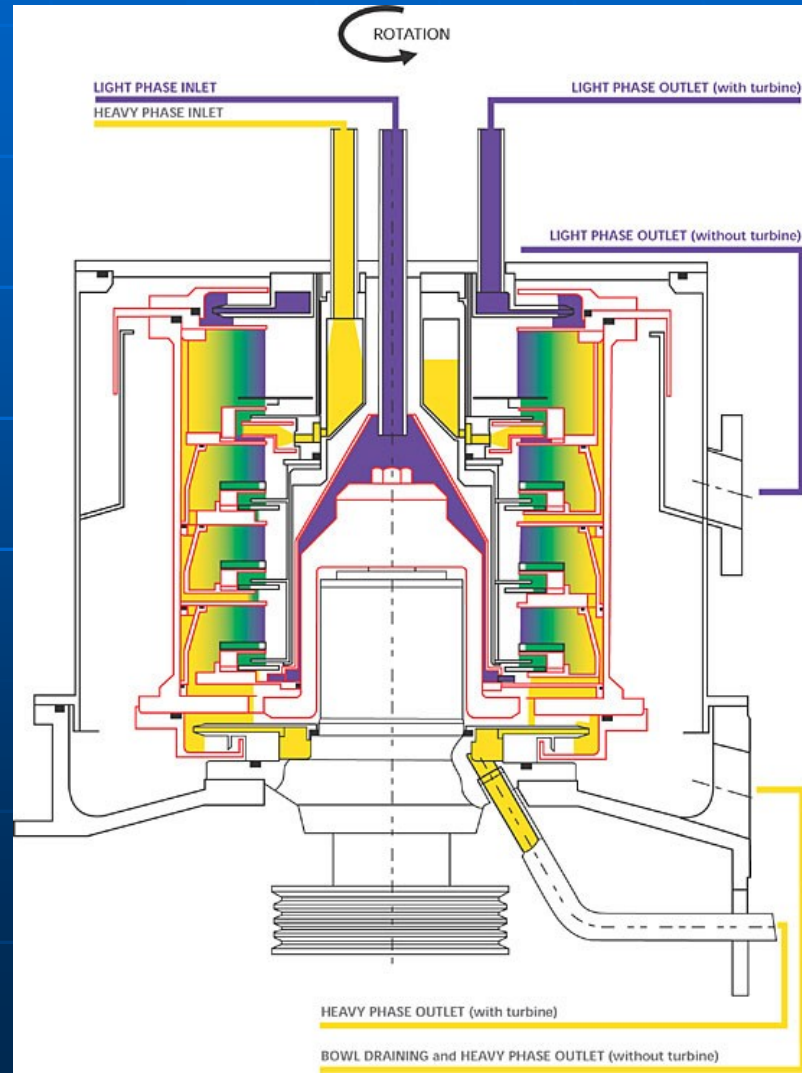 ROTATION
LIGHT PHASE INLET
LIGHT PHASE OUTLET (with turbine)
HEAVY PHASE INLET
LIGHT PHASE OUTLET (without turbine)
HEAVY PHASE OUTLET (with turbine)
BOWL DRAINING and HEAVY PHASE OUTLET (without turbine)